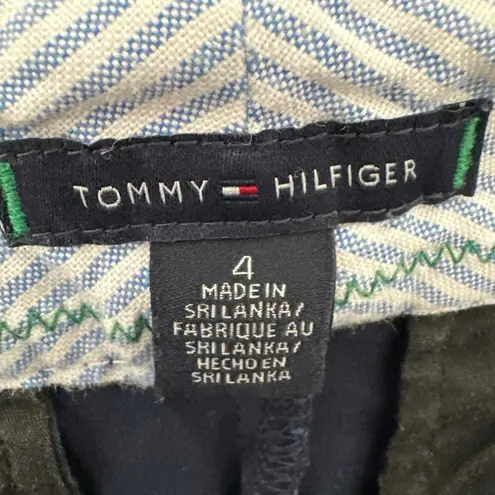 TOMMY HILFIGER
4
MADE IN
SRI LANKA/
FABRIQUE AU
SRI LANKA/
HECHO EN
SRI LANKA